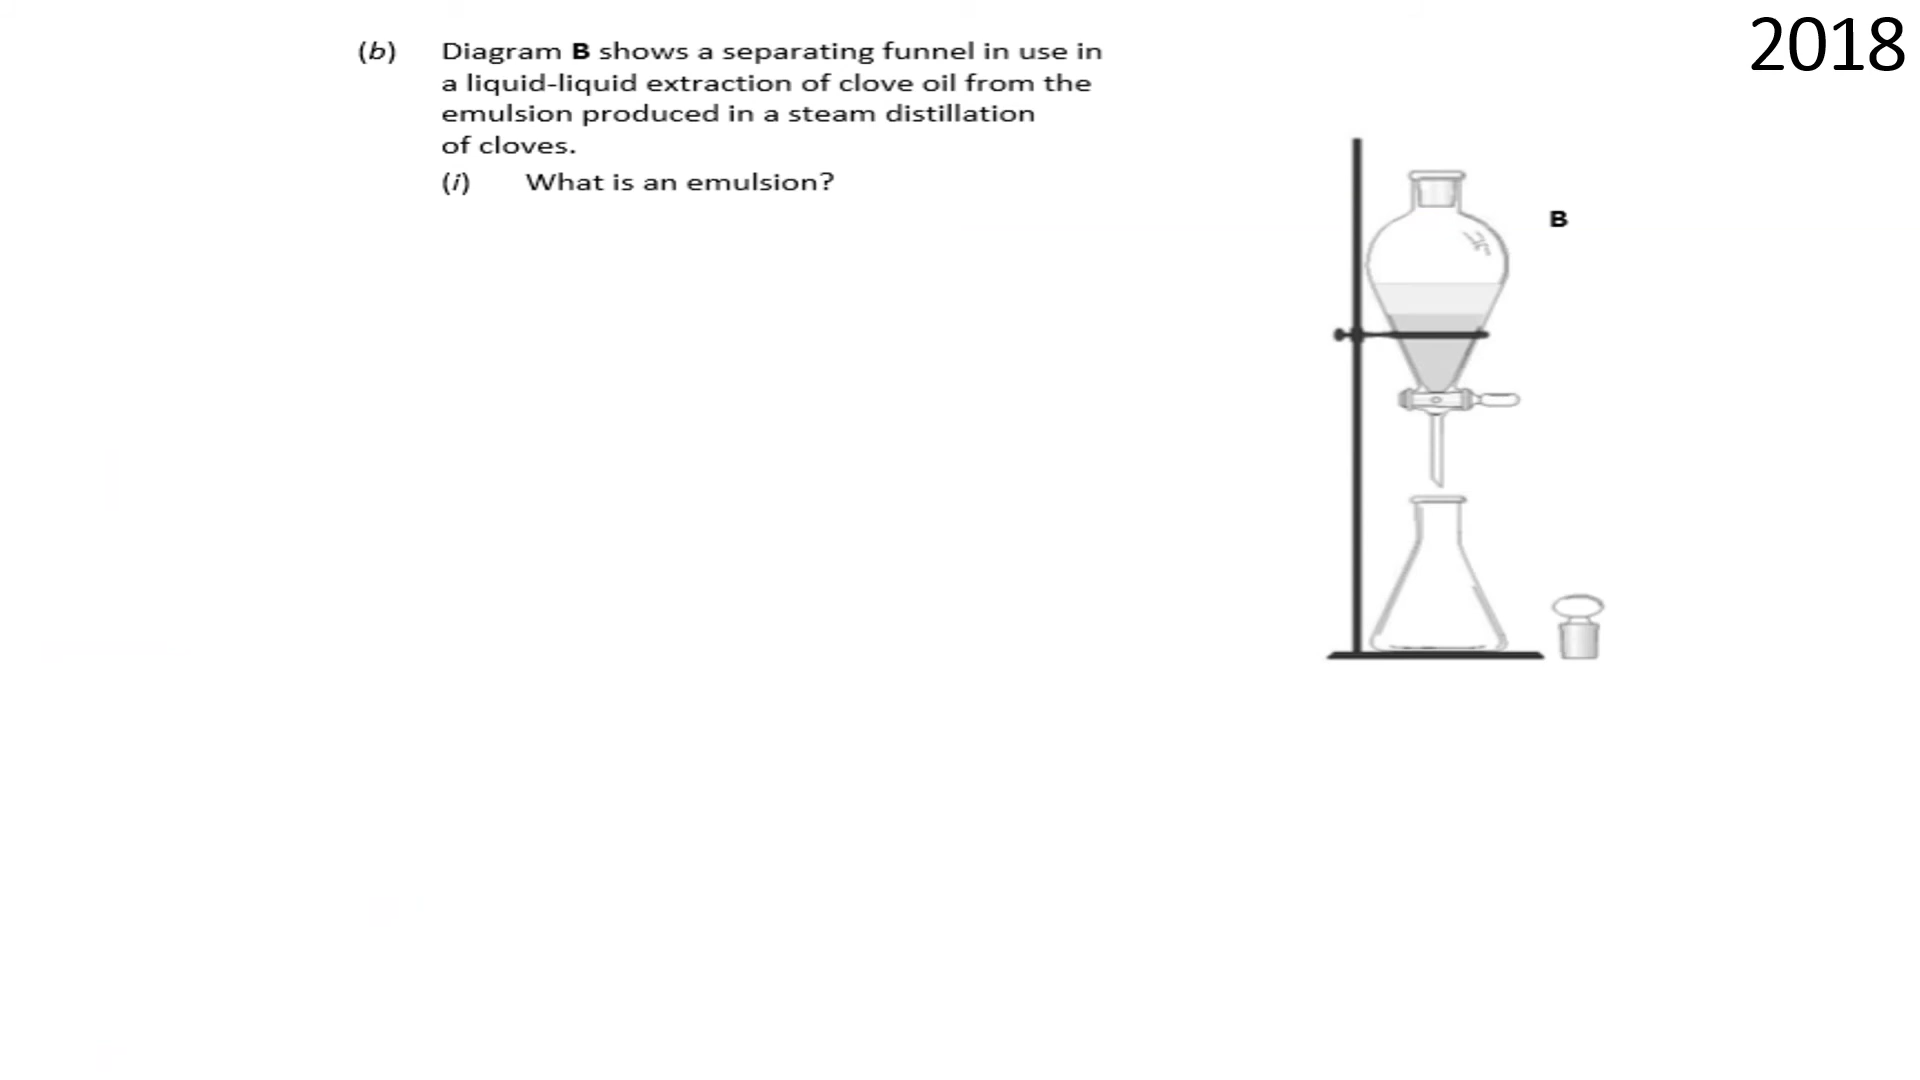 2018
(b) Diagram B shows a separating funnel in use in
a liquid-liquid extraction of clove oil from the
emulsion produced in a steam distillation
of cloves.
(i) What is an emulsion?
B